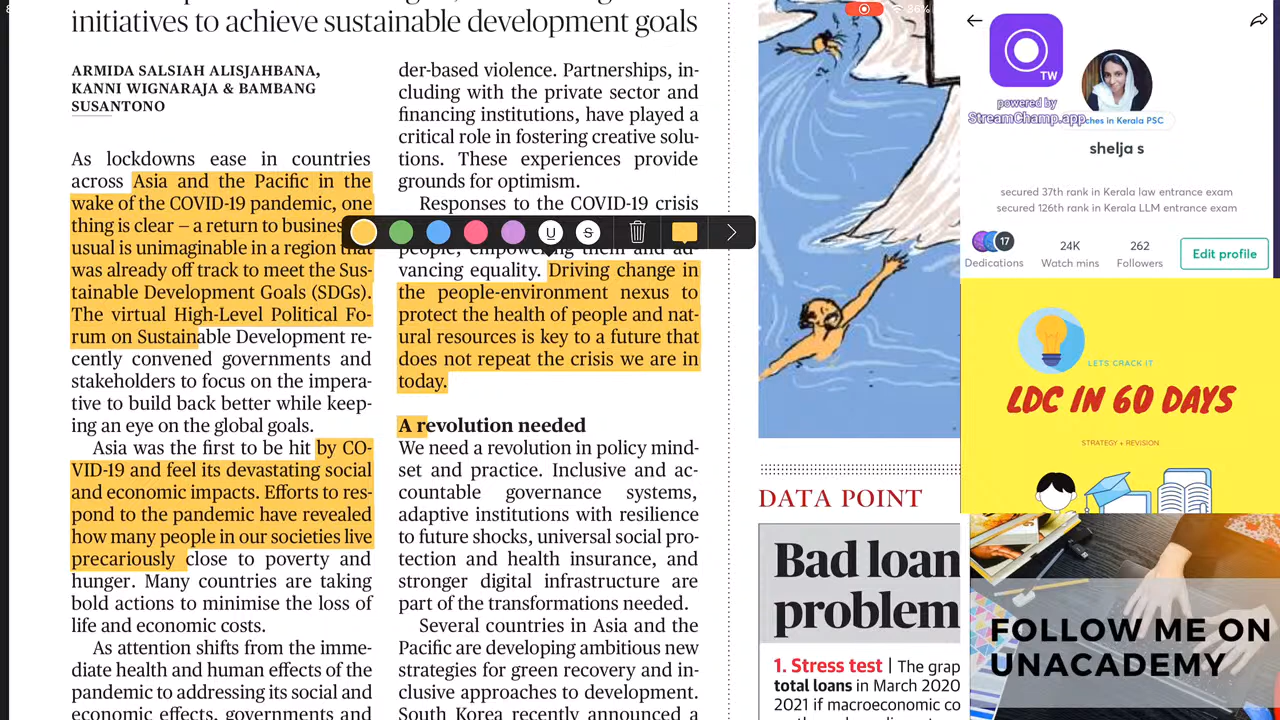 initiatives to achieve sustainable development goals
ARMIDA SALSIAH ALISJAHBANA,
KANNI WIGNARAJA & BAMBANG
SUSANTONO
As lockdowns ease in countries
across Asia and the Pacific in the
wake of the COVID-19 pandemic, one
thing is clear – a return to business
usual is unimaginable in a region that
was already off track to meet the Sus-
tainable Development Goals (SDGs).
The virtual High-Level Political Fo-
rum on Sustainable Development re-
cently convened governments and
stakeholders to focus on the impera-
tive to build back better while keep-
ing an eye on the global goals.
Asia was the first to be hit by CO-
VID-19 and feel its devastating social
and economic impacts. Efforts to res-
pond to the pandemic have revealed
how many people in our societies live
precariously close to poverty and
hunger. Many countries are taking
bold actions to minimise the loss of
life and economic costs.
As attention shifts from the imme-
diate health and human effects of the
pandemic to addressing its social and
economic effects, governments and
der-based violence. Partnerships, in-
cluding with the private sector and
financing institutions, have played a
critical role in fostering creative solu-
tions. These experiences provide
grounds for optimism.
Responses to the COVID-19 crisis
people, empowering them and ad-
vancing equality. Driving change in
the people-environment nexus to
protect the health of people and nat-
ural resources is key to a future that
does not repeat the crisis we are in
today.
A revolution needed
We need a revolution in policy mind-
set and practice. Inclusive and ac-
countable governance systems,
adaptive institutions with resilience
to future shocks, universal social pro-
tection and health insurance, and
stronger digital infrastructure are
part of the transformations needed.
Several countries in Asia and the
Pacific are developing ambitious new
strategies for green recovery and in-
clusive approaches to development.
South Korea recently announced a
U S
DATA POINT
Bad loan
problem
1. Stress test | The grap
total loans in March 2020
2021 if macroeconomic co
86%
TW
powered by
StreamChamp.app
ches in Kerala PSC
shelja s
secured 37th rank in Kerala law entrance exam
secured 126th rank in Kerala LLM entrance exam
17
Dedications
24K
Watch mins
262
Followers
Edit profile
LETS CRACK IT
LDC IN 60 DAYS
STRATEGY + REVISION
FOLLOW ME ON
UNACADEMY